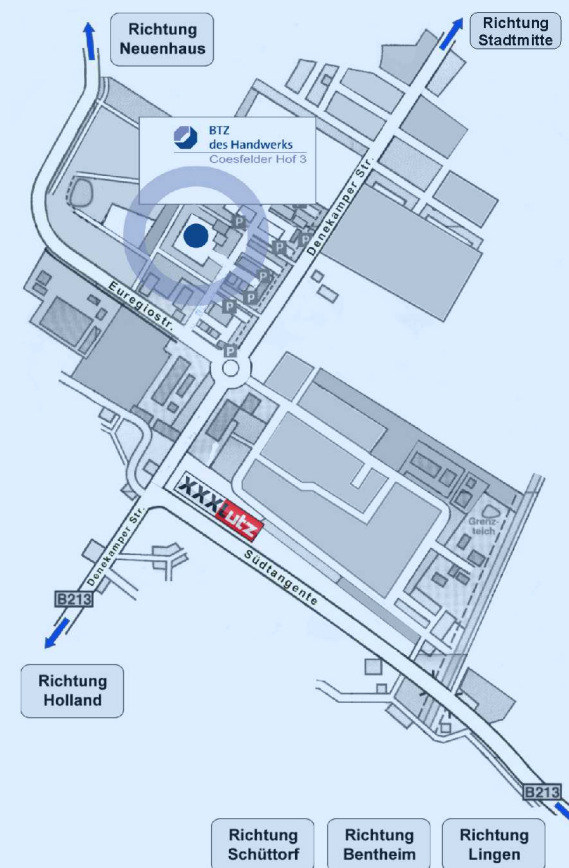 Richtung
Neuenhaus
Richtung
Stadtmitte
BTZ
des Handwerks
Coesfelder Hof 3
Denekamper Str.
P
P
P
P
P
P
P
Euregiostr.
XXXLutz
Grenz-
teich
Südtangente
Denekamper Str.
B213
Richtung
Holland
B213
Richtung
Schüttorf
Richtung
Bentheim
Richtung
Lingen